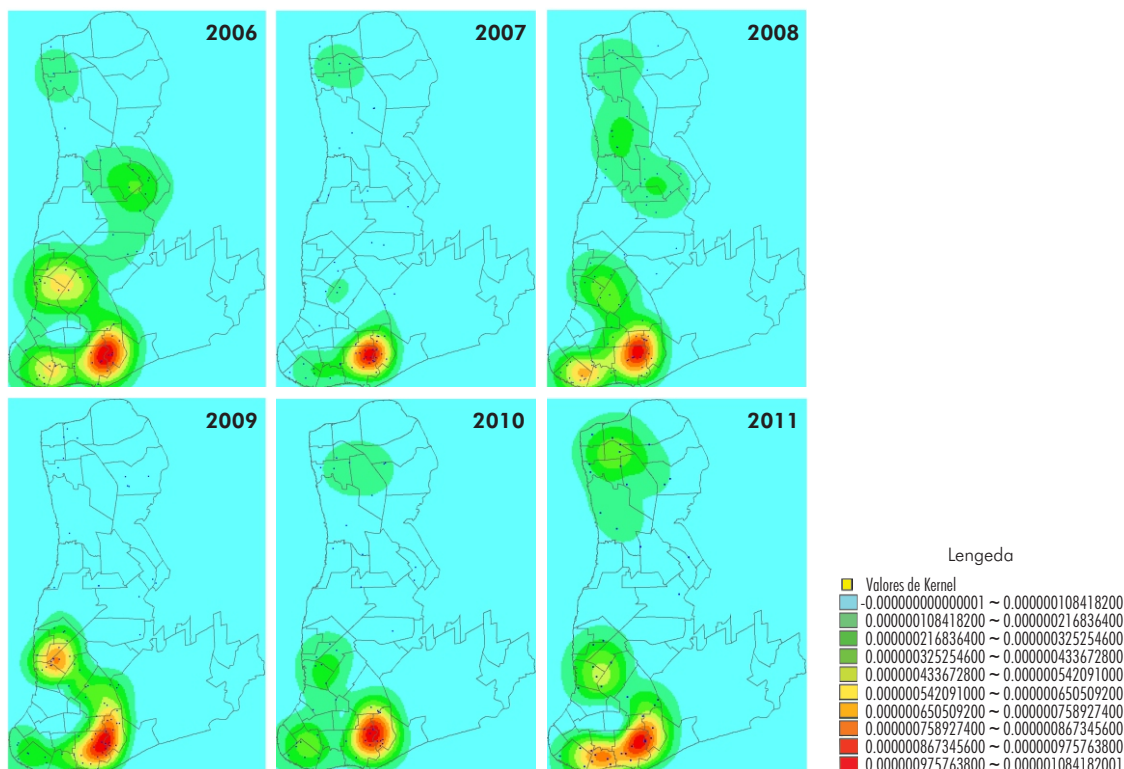 2006
2007
2008
2009
2010
2011
Lengeda
Valores de Kernel
-0.000000000000001 ~ 0.000000108418200
0.000000108418200 ~ 0.000000216836400
0.000000216836400 ~ 0.000000325254600
0.000000325254600 ~ 0.000000433672800
0.000000433672800 ~ 0.000000542091000
0.000000542091000 ~ 0.000000650509200
0.000000650509200 ~ 0.000000758927400
0.000000758927400 ~ 0.000000867345600
0.000000867345600 ~ 0.000000975763800
0.000000975763800 ~ 0.000001084182001